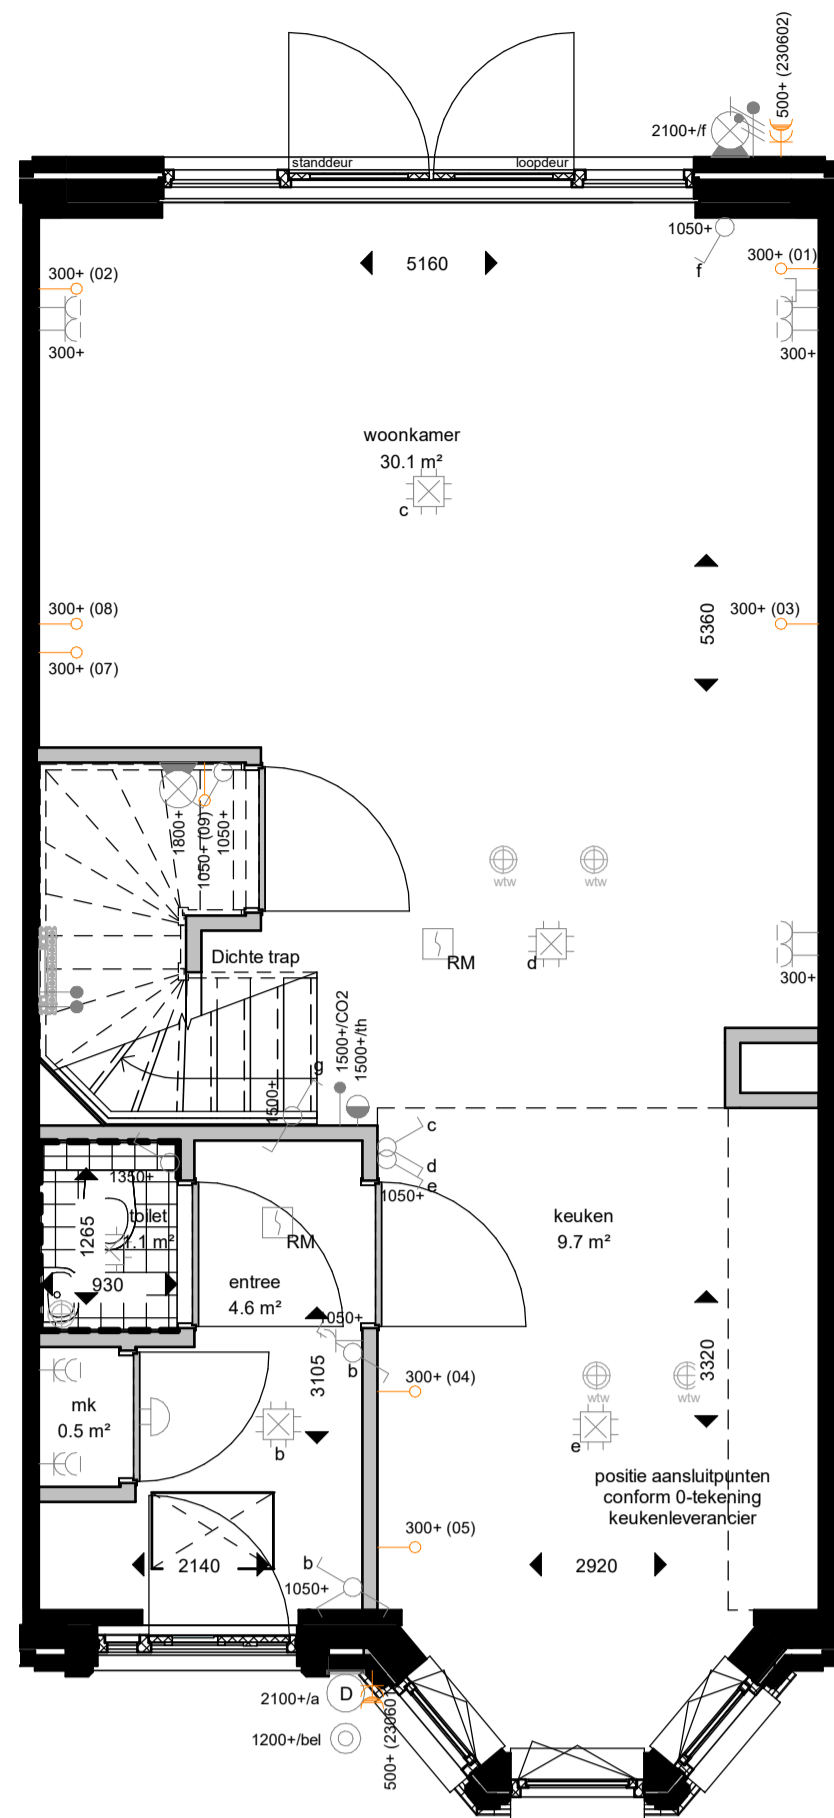 500+ (230602)
2100+/f
standdeur
loopdeur
1050+
f
5160
300+ (02)
300+ (01)
300+
300+
woonkamer
30.1 m²
c
300+ (08)
300+ (07)
300+ (03)
5360
1800+
1050+ (09)
1050+
wtw
wtw
RM
d
300+
Dichte trap
1500+/CO2
1500+/th
g
1500+
c
d
e
1050+
1350+
toilet
1.1 m²
1265
930
RM
entree
4.6 m²
keuken
9.7 m²
1050+
b
3105
3320
300+ (04)
wtw
wtw
mk
0.5 m²
b
e
positie aansluitpunten
conform 0-tekening
keukenleverancier
300+ (05)
b
2140
1050+
2920
2100+/a
D
1200+/bel
500+ (23060